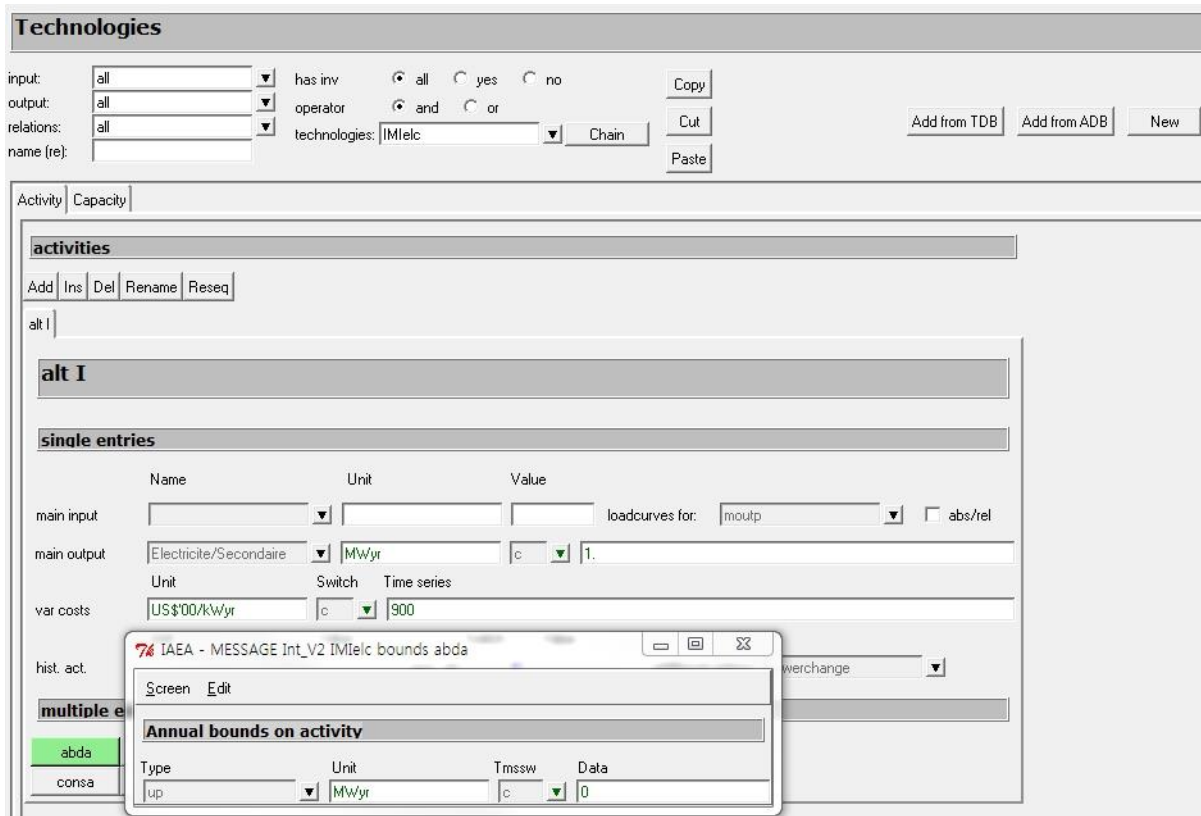 Technologies
input: all has inv all yes no Copy
output: all operator and or
relations: all technologies: IMIelc Chain Cut Add from TDB Add from ADB New
name (re): Paste
Activity Capacity
activities
Add Ins Del Rename Reseq
alt I
alt I
single entries
Name Unit Value
main input loadcurves for: moutp abs/rel
main output Electricite/Secondaire MWyr c 1.
Unit Switch Time series
var costs US$'00/kWyr c 900
IAEA - MESSAGE Int_V2 IMIelc bounds abda
hist. act. werchange
Screen Edit
multiple e
Annual bounds on activity
abda
Type Unit Tmssw Data
consa up MWyr c 0